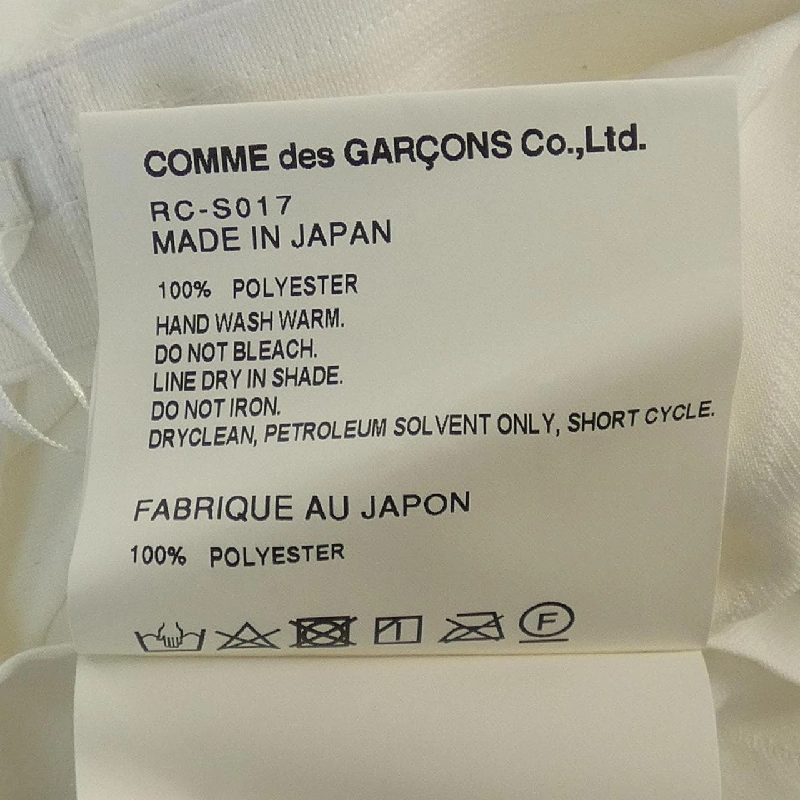 COMME des GARÇONS Co.,Ltd.
RC-S017
MADE IN JAPAN
100% POLYESTER
HAND WASH WARM.
DO NOT BLEACH.
LINE DRY IN SHADE.
DO NOT IRON.
DRYCLEAN, PETROLEUM SOLVENT ONLY, SHORT CYCLE.
FABRIQUE AU JAPON
100% POLYESTER
F